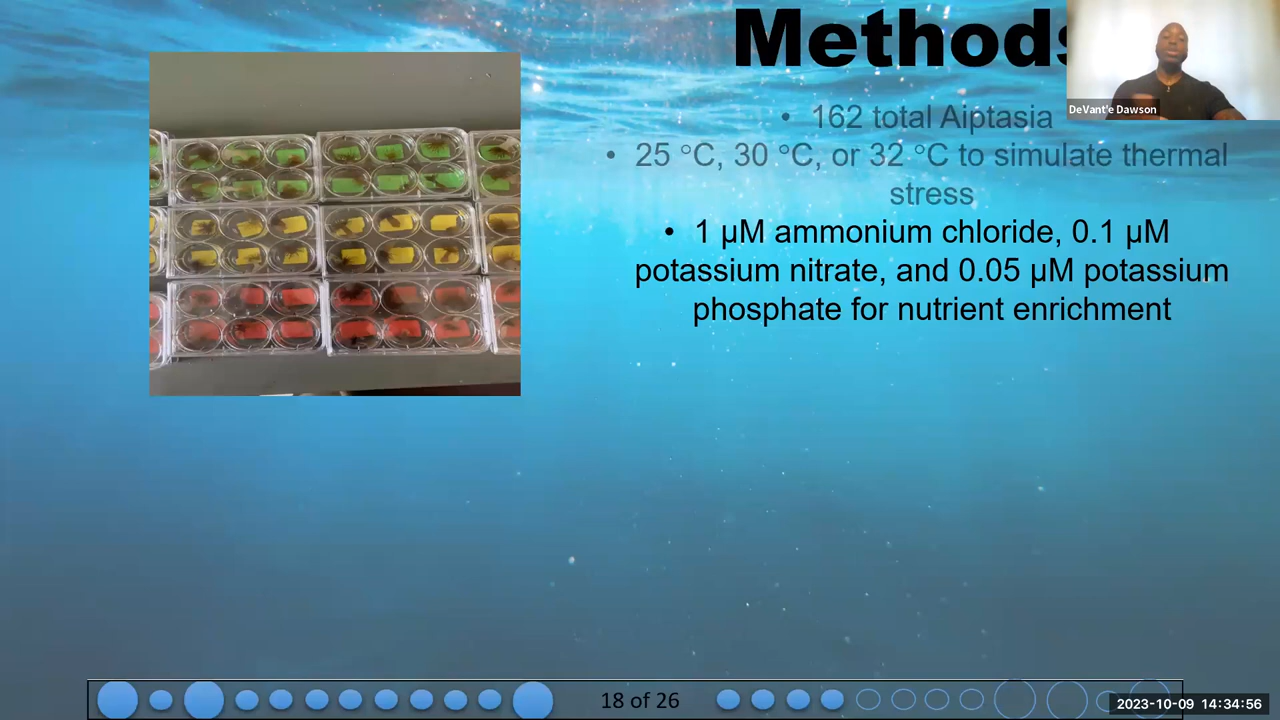 Methods
DeVant'e Dawson
• 162 total Aiptasia
• 25 °C, 30 °C, or 32 °C to simulate thermal
stress
• 1 µM ammonium chloride, 0.1 µM
potassium nitrate, and 0.05 µM potassium
phosphate for nutrient enrichment
18 of 26
2023-10-09 14:34:56